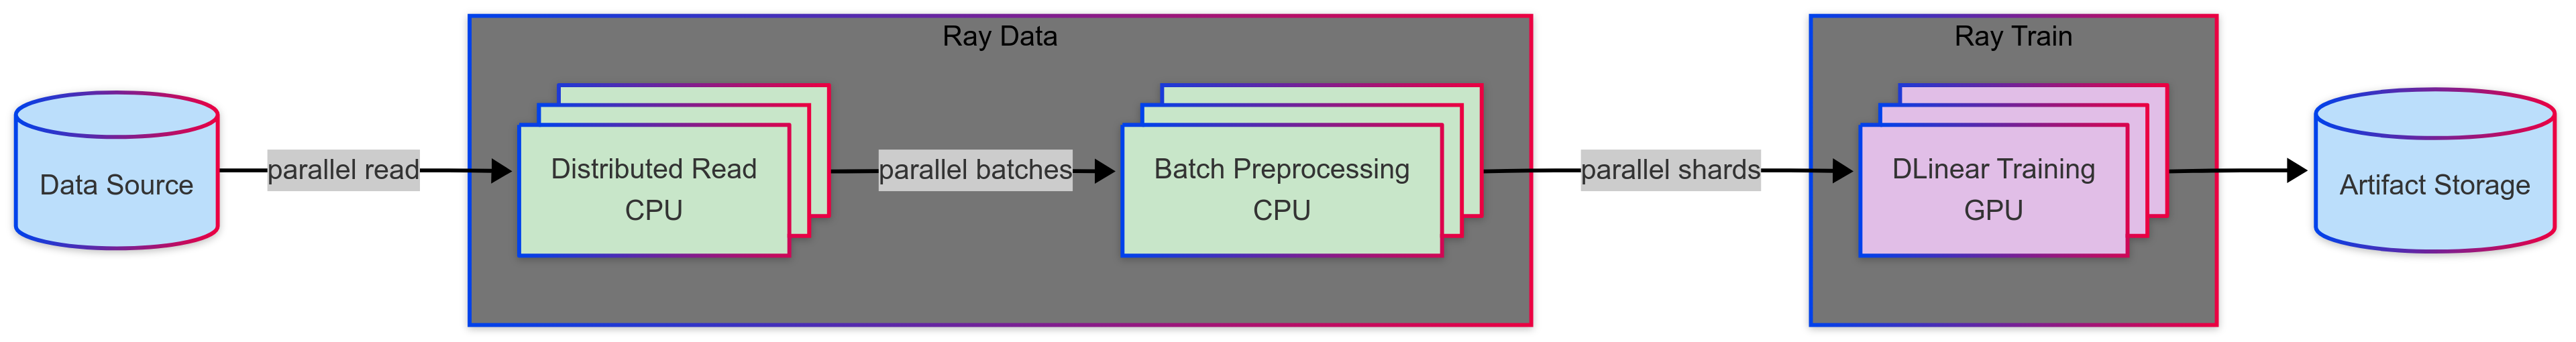 Ray Data
Ray Train
Data Source
parallel read
Distributed Read
CPU
parallel batches
Batch Preprocessing
CPU
parallel shards
DLinear Training
GPU
Artifact Storage